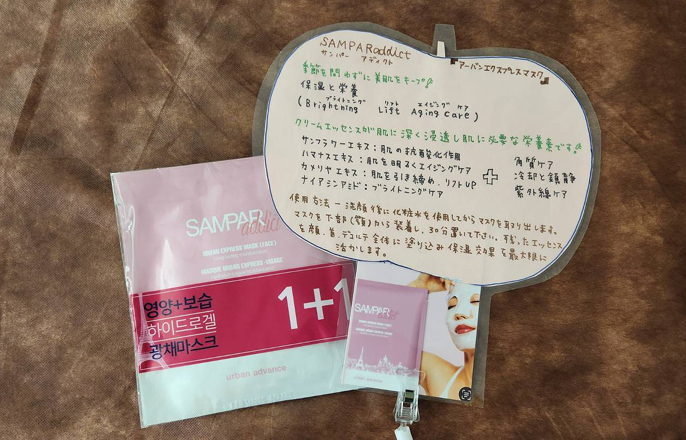 SAMPARaddict
サンパー アディクト
"アーバンエクスプレスマスク"
季節を問わずに美肌をキープ
保湿と栄養
ブライトニング リフト エイジング ケア
(Brightning Lift Aging care)
クリームエッセンスが肌に深く浸透し肌に必要な栄養素です。
サンフラワーエキス:肌の抗酸化作用
ハマナスエキス:肌を明るくエイジングケア
カメリヤエキス:肌を引き締め、リフトUP
ナイアシンアミド:ブライトニングケア
角質ケア
冷却と鎮静
紫外線ケア
使用方法-洗顔後に化粧水を使用してからマスクを取り出します。
マスクを下部(顎)から装着し、30分置いて下さい。残ったエッセンス
を顔、首、デコルテ全体に塗り込み保湿効果を最大限に
活かします。
SAMPAR
addict
URBAN EXPRESS MASK (FACE)
MASQUE URBAN EXPRESS-VISAGE
영양+보습
하이드로겔
광채마스크
1+1
urban advance
SAMPAR
addict